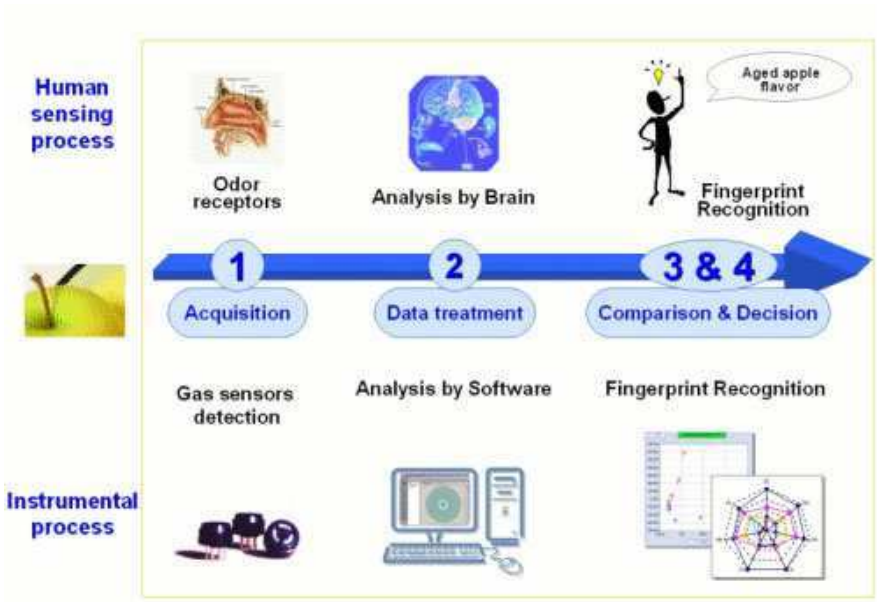 Human
sensing
process
Odor
receptors
Analysis by Brain
Aged apple
flavor
Fingerprint
Recognition
1
2
3 & 4
Acquisition
Data treatment
Comparison & Decision
Gas sensors
detection
Analysis by Software
Fingerprint Recognition
Instrumental
process